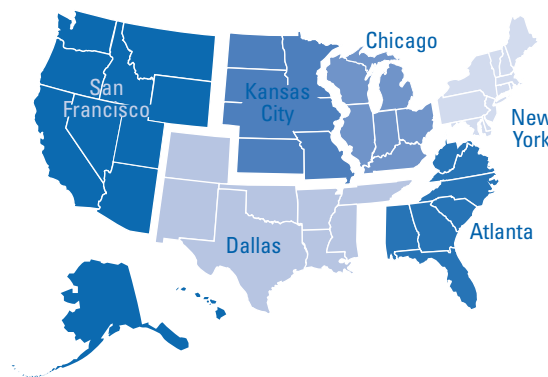 Chicago
San
Francisco
Kansas
City
New
York
Atlanta
Dallas